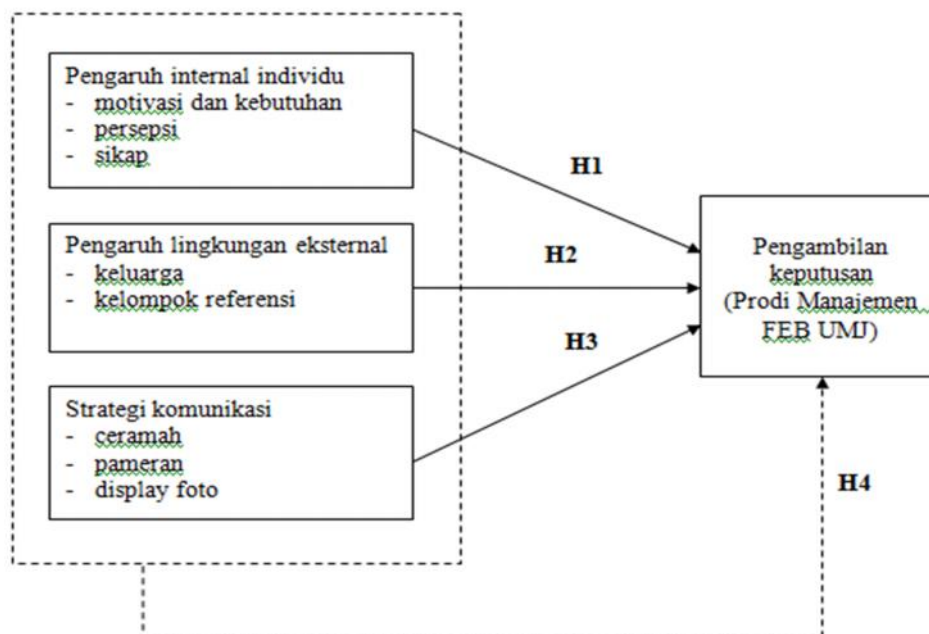 Pengaruh internal individu
- motivasi dan kebutuhan
- persepsi
- sikap
H1
Pengaruh lingkungan eksternal
- keluarga
- kelompok referensi
H2
H3
Strategi komunikasi
- ceramah
- pameran
- display foto
Pengambilan
keputusan
(Prodi Manajemen
FEB UMJ)
H4